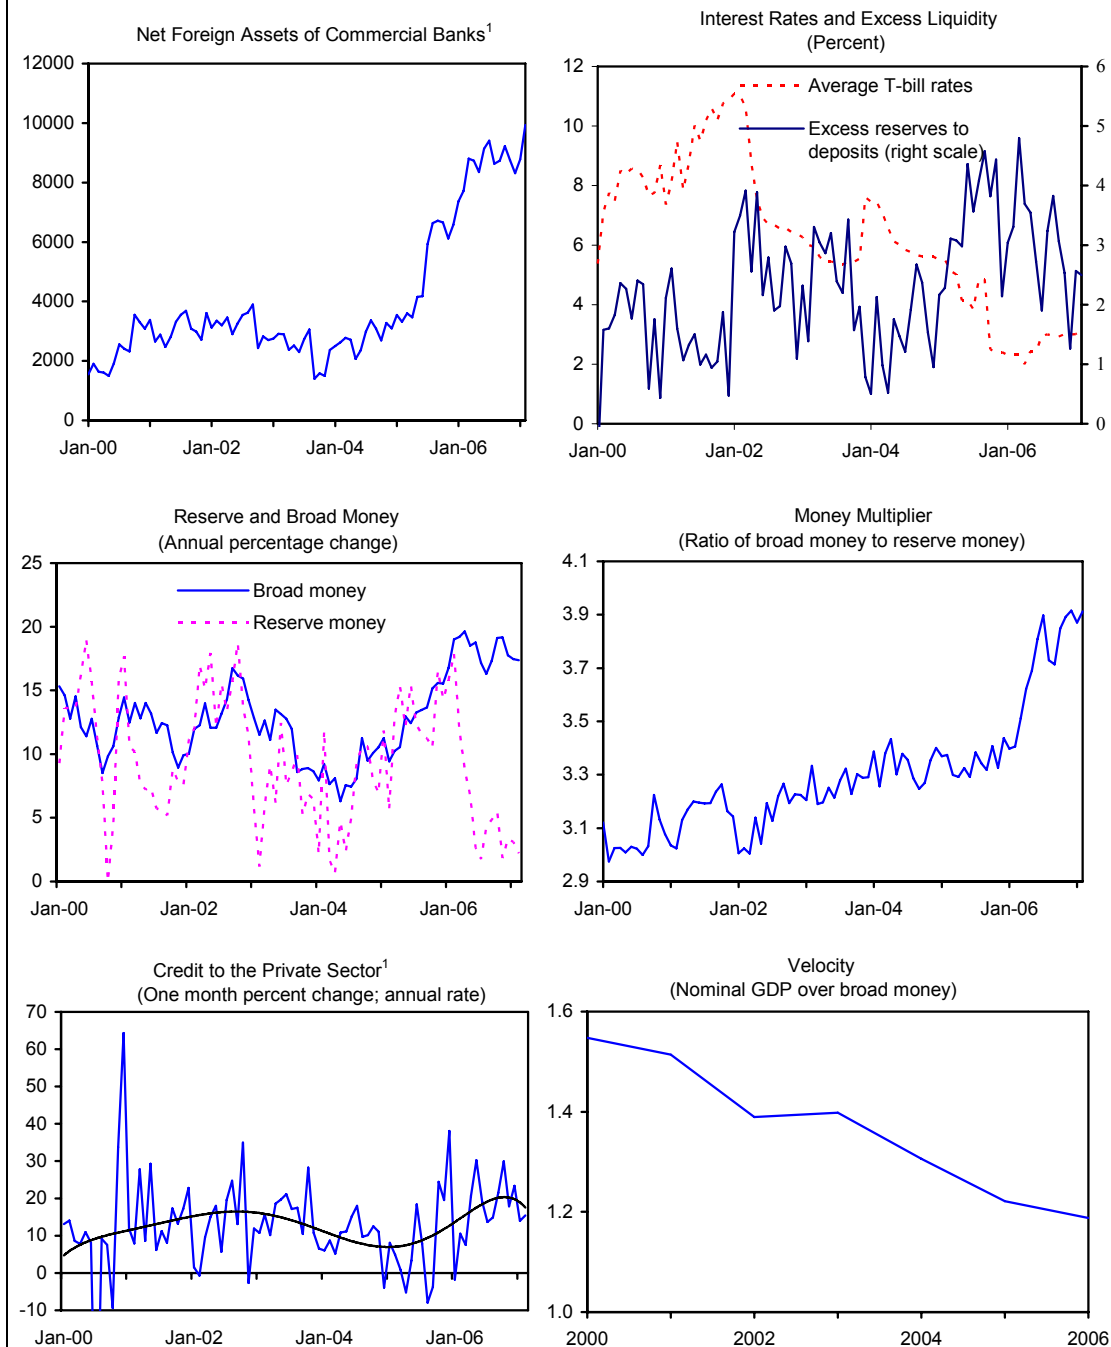 Net Foreign Assets of Commercial Banks1
12000
10000
8000
6000
4000
2000
0
Jan-00 Jan-02 Jan-04 Jan-06
Interest Rates and Excess Liquidity
(Percent)
12
10
8
6
4
2
0
6
5
4
3
2
1
0
Average T-bill rates
Excess reserves to
deposits (right scale)
Jan-00 Jan-02 Jan-04 Jan-06
Reserve and Broad Money
(Annual percentage change)
25
20
15
10
5
0
Broad money
Reserve money
Jan-00 Jan-02 Jan-04 Jan-06
Money Multiplier
(Ratio of broad money to reserve money)
4.1
3.9
3.7
3.5
3.3
3.1
2.9
Jan-00 Jan-02 Jan-04 Jan-06
Credit to the Private Sector1
(One month percent change; annual rate)
70
60
50
40
30
20
10
0
-10
Jan-00 Jan-02 Jan-04 Jan-06
Velocity
(Nominal GDP over broad money)
1.6
1.4
1.2
1.0
2000 2002 2004 2006